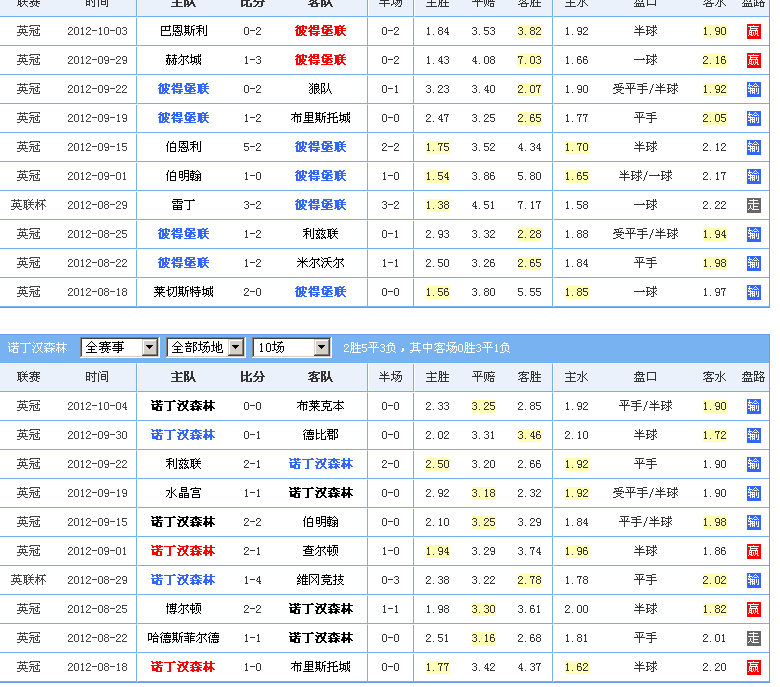 联赛 时间 主队 比分 客队 半场 主胜 平赔 客胜 主水 盘口 客水 盘路
英冠 2012-10-03 巴恩斯利 0-2 彼得堡联 0-2 1.84 3.53 3.82 1.92 半球 1.90 赢
英冠 2012-09-29 赫尔城 1-3 彼得堡联 0-2 1.43 4.08 7.03 1.66 一球 2.16 赢
英冠 2012-09-22 彼得堡联 0-2 狼队 0-1 3.23 3.40 2.07 1.90 受平手/半球 1.92 输
英冠 2012-09-19 彼得堡联 1-2 布里斯托城 0-0 2.47 3.25 2.65 1.77 平手 2.05 输
英冠 2012-09-15 伯恩利 5-2 彼得堡联 2-2 1.75 3.52 4.34 1.70 半球 2.12 输
英冠 2012-09-01 伯明翰 1-0 彼得堡联 1-0 1.54 3.86 5.80 1.65 半球/一球 2.17 输
英联杯 2012-08-29 雷丁 3-2 彼得堡联 3-2 1.38 4.51 7.17 1.58 一球 2.22 走
英冠 2012-08-25 彼得堡联 1-2 利兹联 0-1 2.93 3.32 2.28 1.88 受平手/半球 1.94 输
英冠 2012-08-22 彼得堡联 1-2 米尔沃尔 1-1 2.50 3.26 2.65 1.84 平手 1.98 输
英冠 2012-08-18 莱切斯特城 2-0 彼得堡联 0-0 1.56 3.80 5.55 1.85 一球 1.97 输
诺丁汉森林 全赛事 全部场地 10场 2胜5平3负，其中客场0胜3平1负
联赛 时间 主队 比分 客队 半场 主胜 平赔 客胜 主水 盘口 客水 盘路
英冠 2012-10-04 诺丁汉森林 0-0 布莱克本 0-0 2.33 3.25 2.85 1.92 平手/半球 1.90 输
英冠 2012-09-30 诺丁汉森林 0-1 德比郡 0-0 2.02 3.31 3.46 2.10 半球 1.72 输
英冠 2012-09-22 利兹联 2-1 诺丁汉森林 2-0 2.50 3.20 2.66 1.92 平手 1.90 输
英冠 2012-09-19 水晶宫 1-1 诺丁汉森林 0-0 2.92 3.18 2.32 1.92 受平手/半球 1.90 输
英冠 2012-09-15 诺丁汉森林 2-2 伯明翰 0-0 2.10 3.25 3.29 1.84 平手/半球 1.98 输
英冠 2012-09-01 诺丁汉森林 2-1 查尔顿 1-0 1.94 3.29 3.74 1.96 半球 1.86 赢
英联杯 2012-08-29 诺丁汉森林 1-4 维冈竞技 0-3 2.38 3.22 2.78 1.78 平手 2.02 输
英冠 2012-08-25 博尔顿 2-2 诺丁汉森林 1-1 1.98 3.30 3.61 2.00 半球 1.82 赢
英冠 2012-08-22 哈德斯菲尔德 1-1 诺丁汉森林 0-0 2.51 3.16 2.68 1.81 平手 2.01 走
英冠 2012-08-18 诺丁汉森林 1-0 布里斯托城 0-0 1.77 3.42 4.37 1.62 半球 2.20 赢